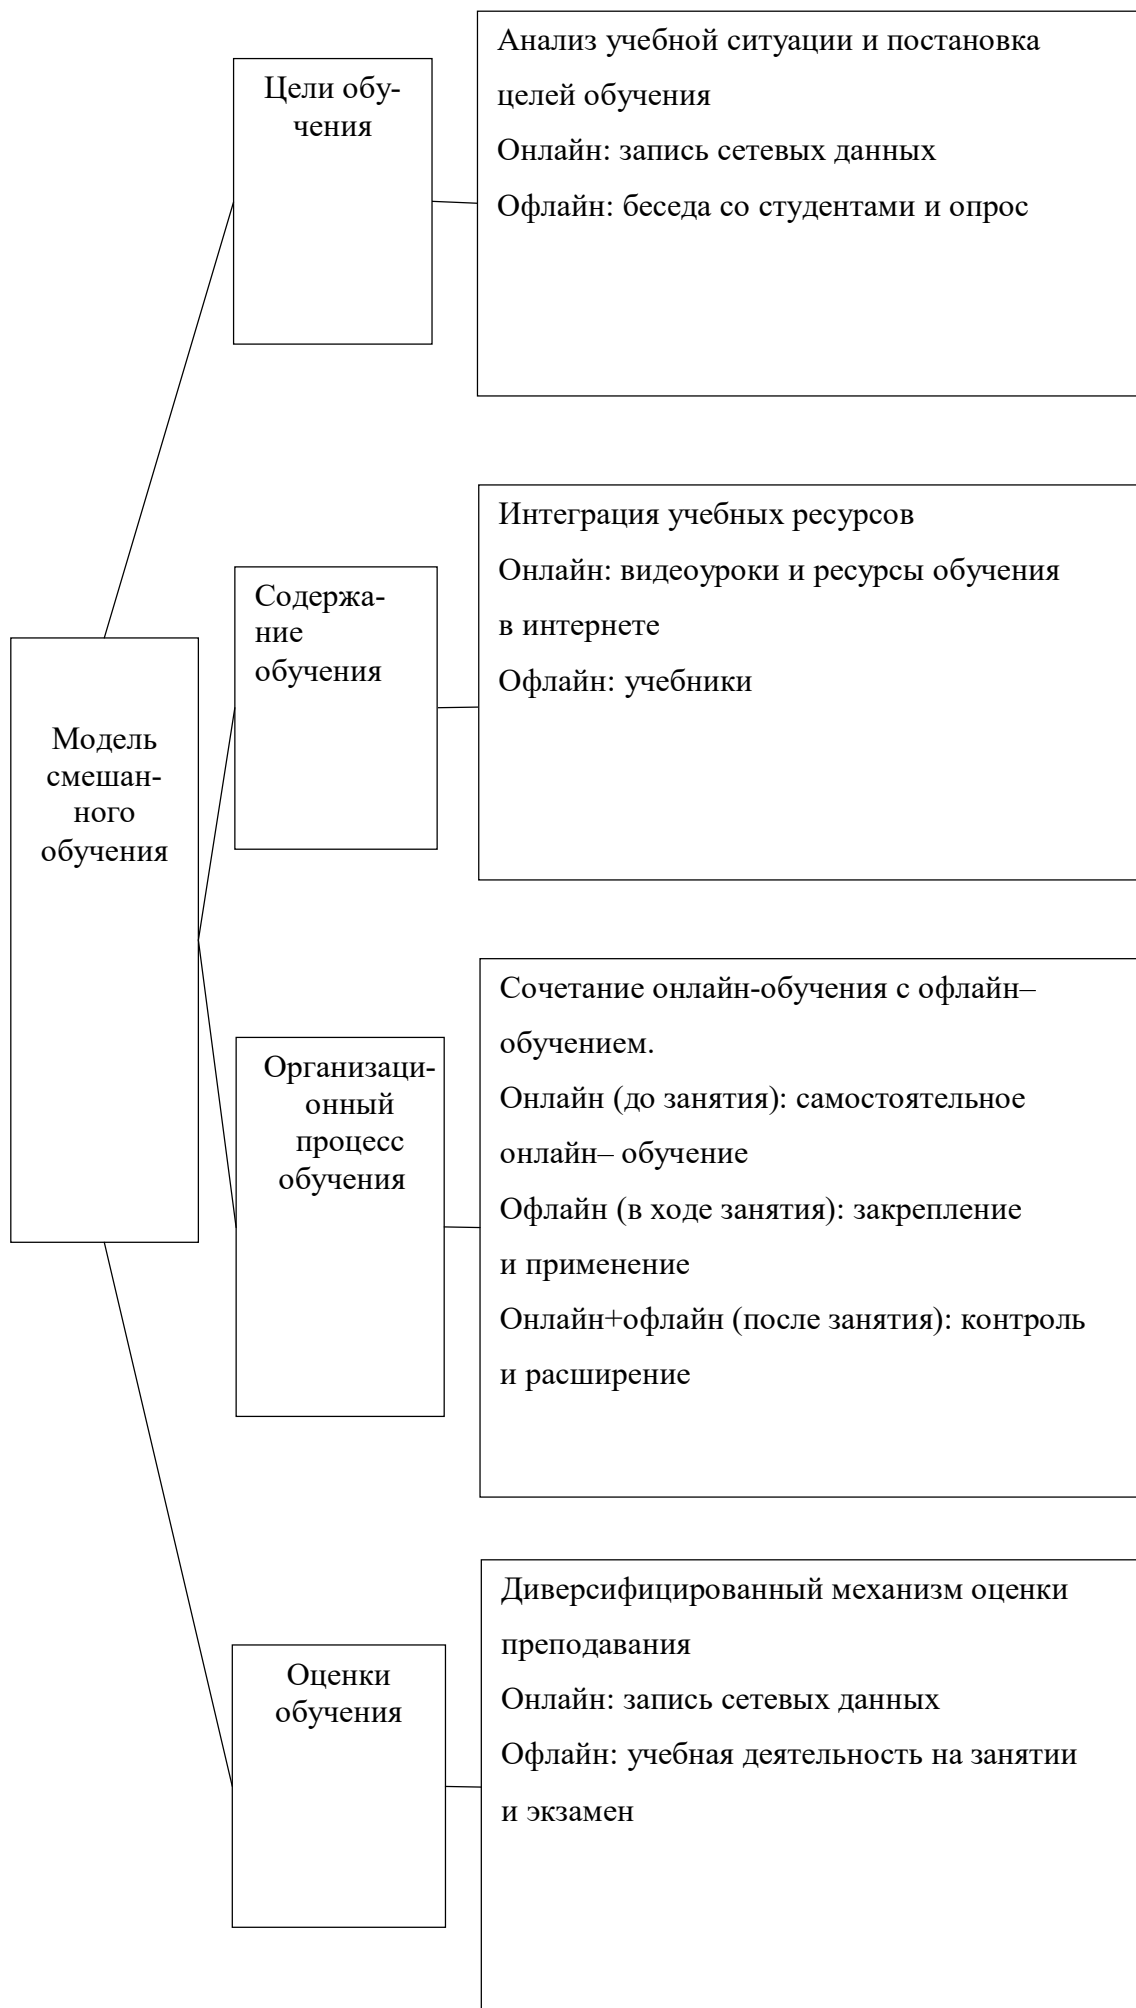 Анализ учебной ситуации и постановка
целей обучения
Онлайн: запись сетевых данных
Офлайн: беседа со студентами и опрос
Цели обу-
чения
Интеграция учебных ресурсов
Онлайн: видеоуроки и ресурсы обучения
в интернете
Офлайн: учебники
Содержа-
ние
обучения
Модель
смешан-
ного
обучения
Сочетание онлайн-обучения с офлайн–
обучением.
Онлайн (до занятия): самостоятельное
онлайн– обучение
Офлайн (в ходе занятия): закрепление
и применение
Онлайн+офлайн (после занятия): контроль
и расширение
Организаци-
онный
процесс
обучения
Диверсифицированный механизм оценки
преподавания
Онлайн: запись сетевых данных
Офлайн: учебная деятельность на занятии
и экзамен
Оценки
обучения